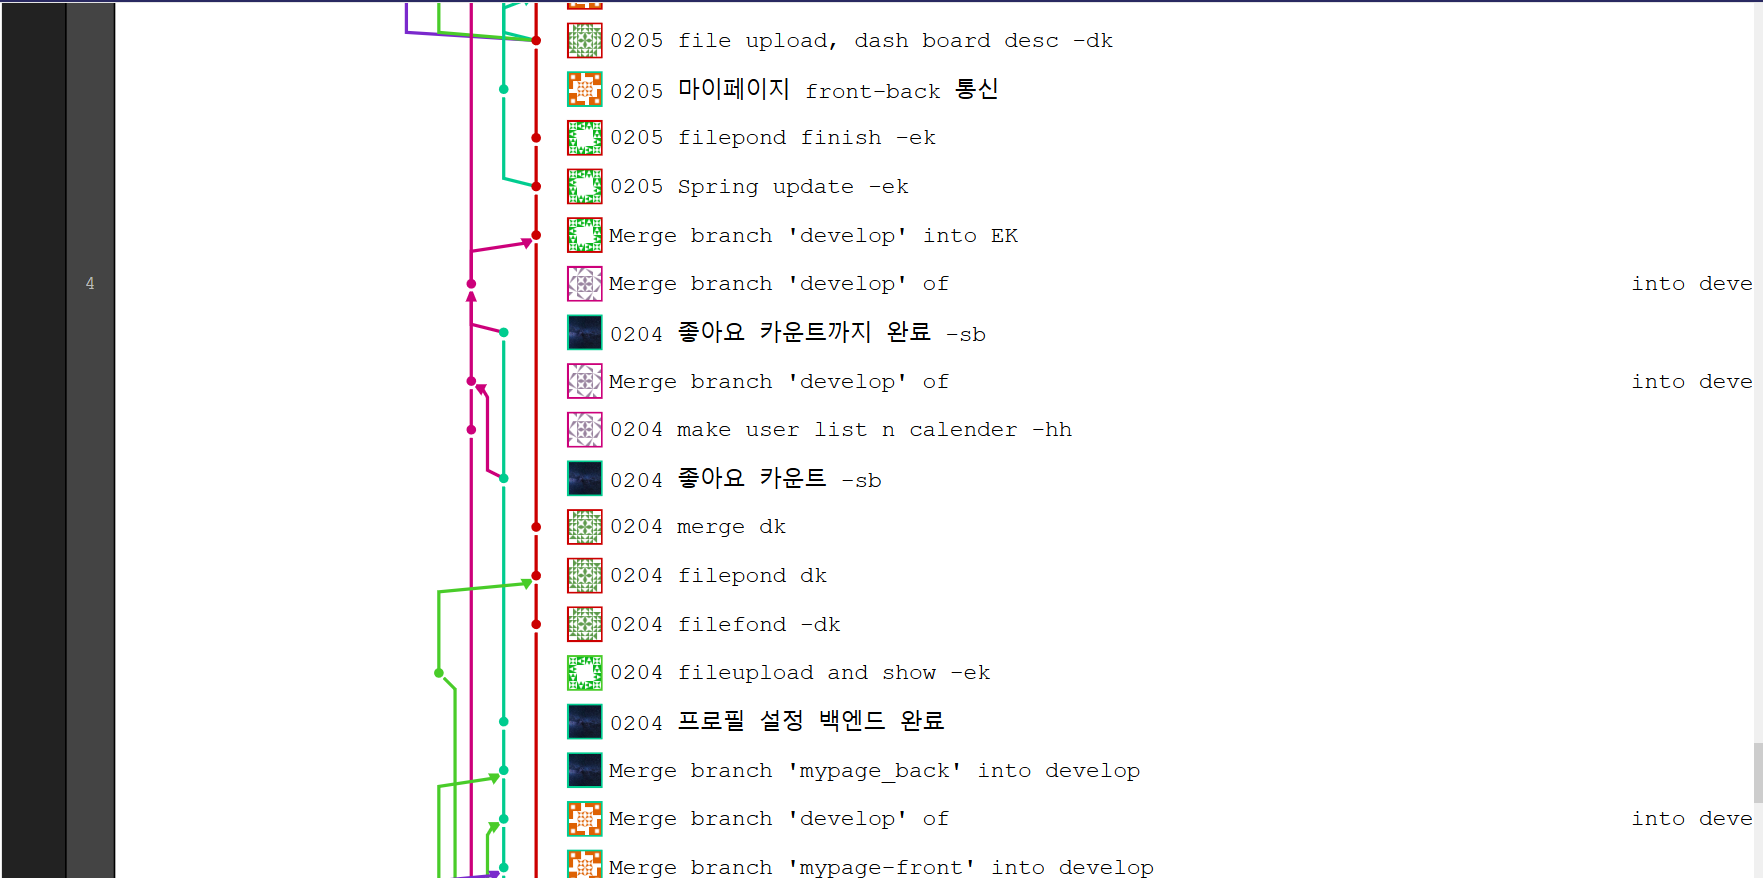 0205 file upload, dash board desc -dk
0205 마이페이지 front-back 통신
0205 filepond finish -ek
0205 Spring update -ek
Merge branch 'develop' into EK
4 Merge branch 'develop' of into deve
0204 좋아요 카운트까지 완료 -sb
Merge branch 'develop' of into deve
0204 make user list n calender -hh
0204 좋아요 카운트 -sb
0204 merge dk
0204 filepond dk
0204 filefond -dk
0204 fileupload and show -ek
0204 프로필 설정 백엔드 완료
Merge branch 'mypage_back' into develop
Merge branch 'develop' of into deve
Merge branch 'mypage-front' into develop